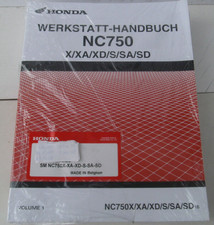 HONDA
WERKSTATT-HANDBUCH
NC750
X/XA/XD/S/SA/SD
HONDA
SM NC750X-XA-XD-S-SA-SD
MADE IN Belgium
VOLUME 1
NC750X/XA/XD/S/SA/SD